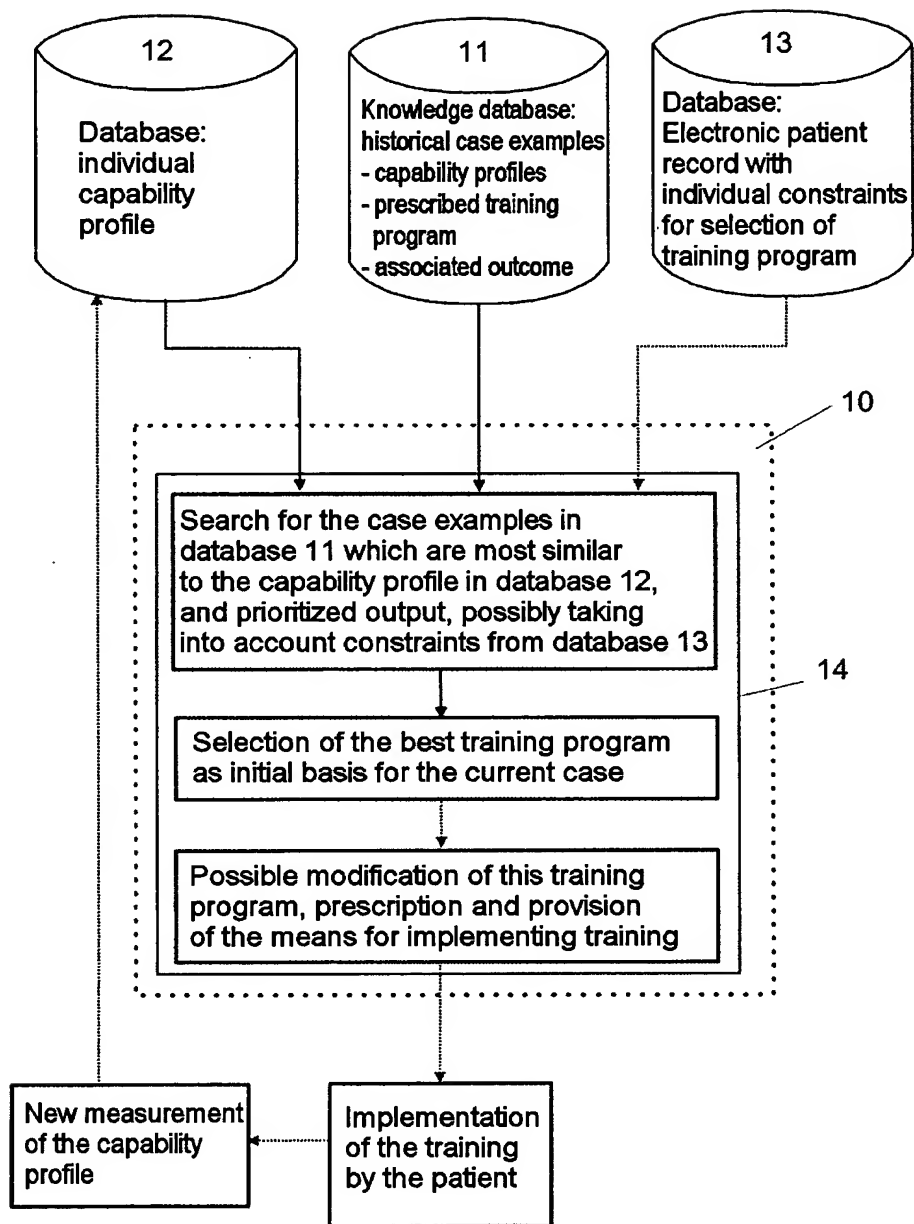 12
Database:
individual
capability
profile
11
Knowledge database:
historical case examples
- capability profiles
- prescribed training
program
- associated outcome
13
Database:
Electronic patient
record with
individual constraints
for selection of
training program
10
Search for the case examples in
database 11 which are most similar
to the capability profile in database 12,
and prioritized output, possibly taking
into account constraints from database 13
14
Selection of the best training program
as initial basis for the current case
Possible modification of this training
program, prescription and provision
of the means for implementing training
New measurement
of the capability
profile
Implementation
of the training
by the patient